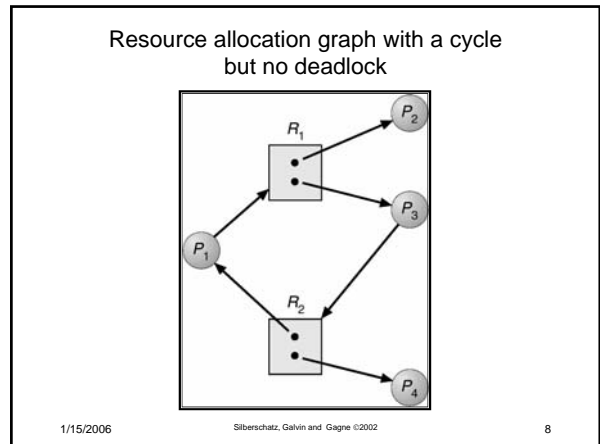 Resource allocation graph with a cycle
but no deadlock
P2
R1
P3
P1
R2
P4
1/15/2006
Silberschatz, Galvin and Gagne ©2002
8